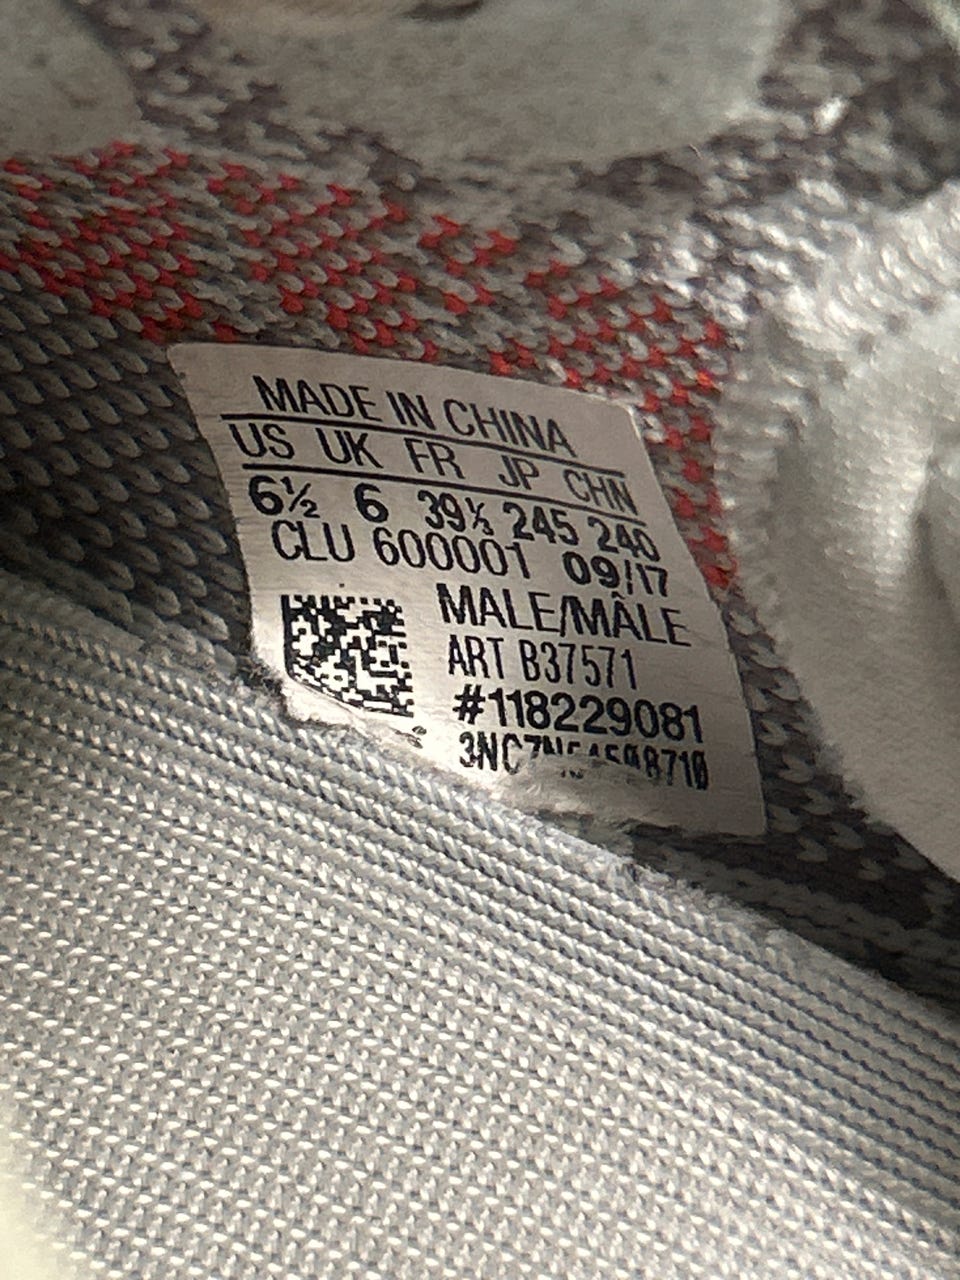 MADE IN CHINA
US UK FR JP CHN
6½ 6 39⅓ 245 240
CLU 600001 09/17
MALE/MÂLE
ART B37571
#118229081